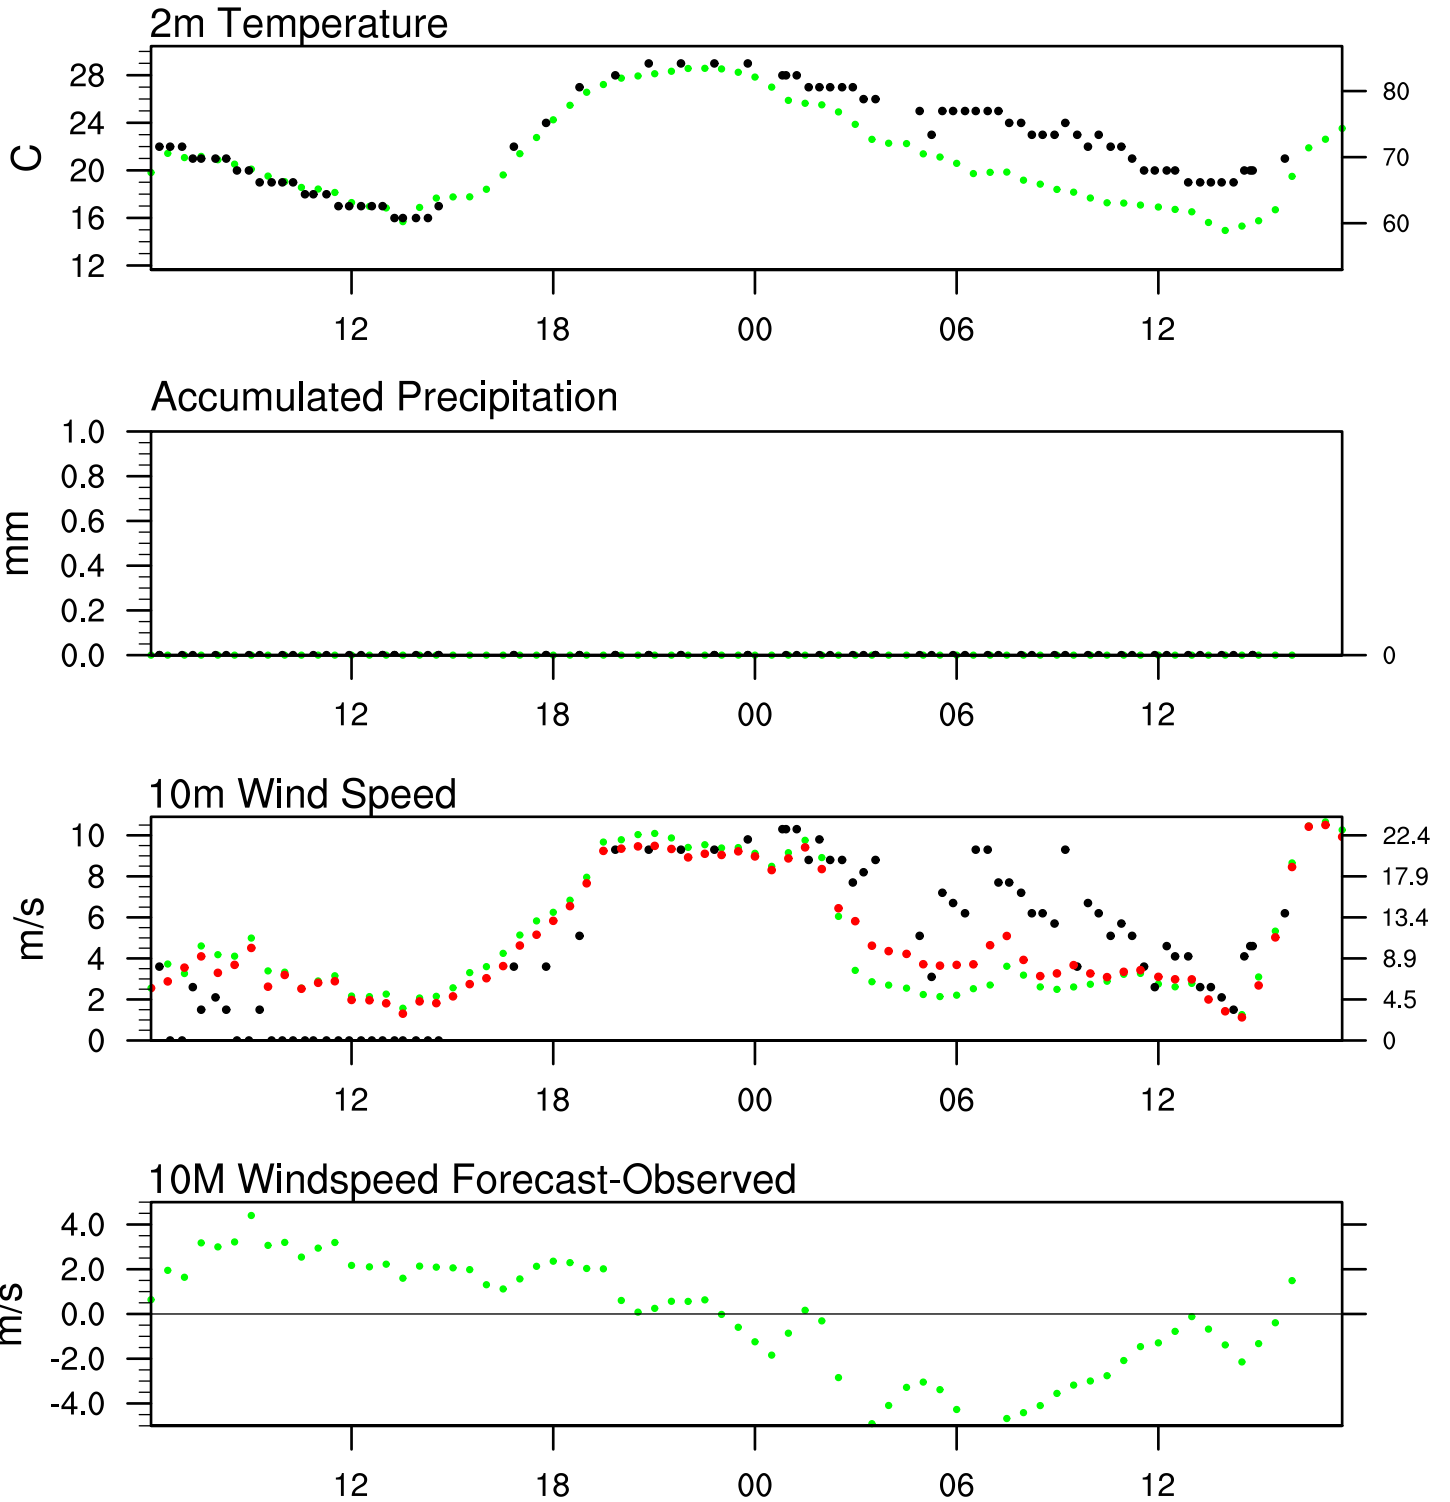 2m Temperature
28
24
20
16
12
C
80
70
60
12 18 00 06 12
Accumulated Precipitation
1.0
0.8
0.6
0.4
0.2
0.0
mm
0
12 18 00 06 12
10m Wind Speed
10
8
6
4
2
0
m/s
22.4
17.9
13.4
8.9
4.5
0
12 18 00 06 12
10M Windspeed Forecast-Observed
4.0
2.0
0.0
-2.0
-4.0
m/s
12 18 00 06 12